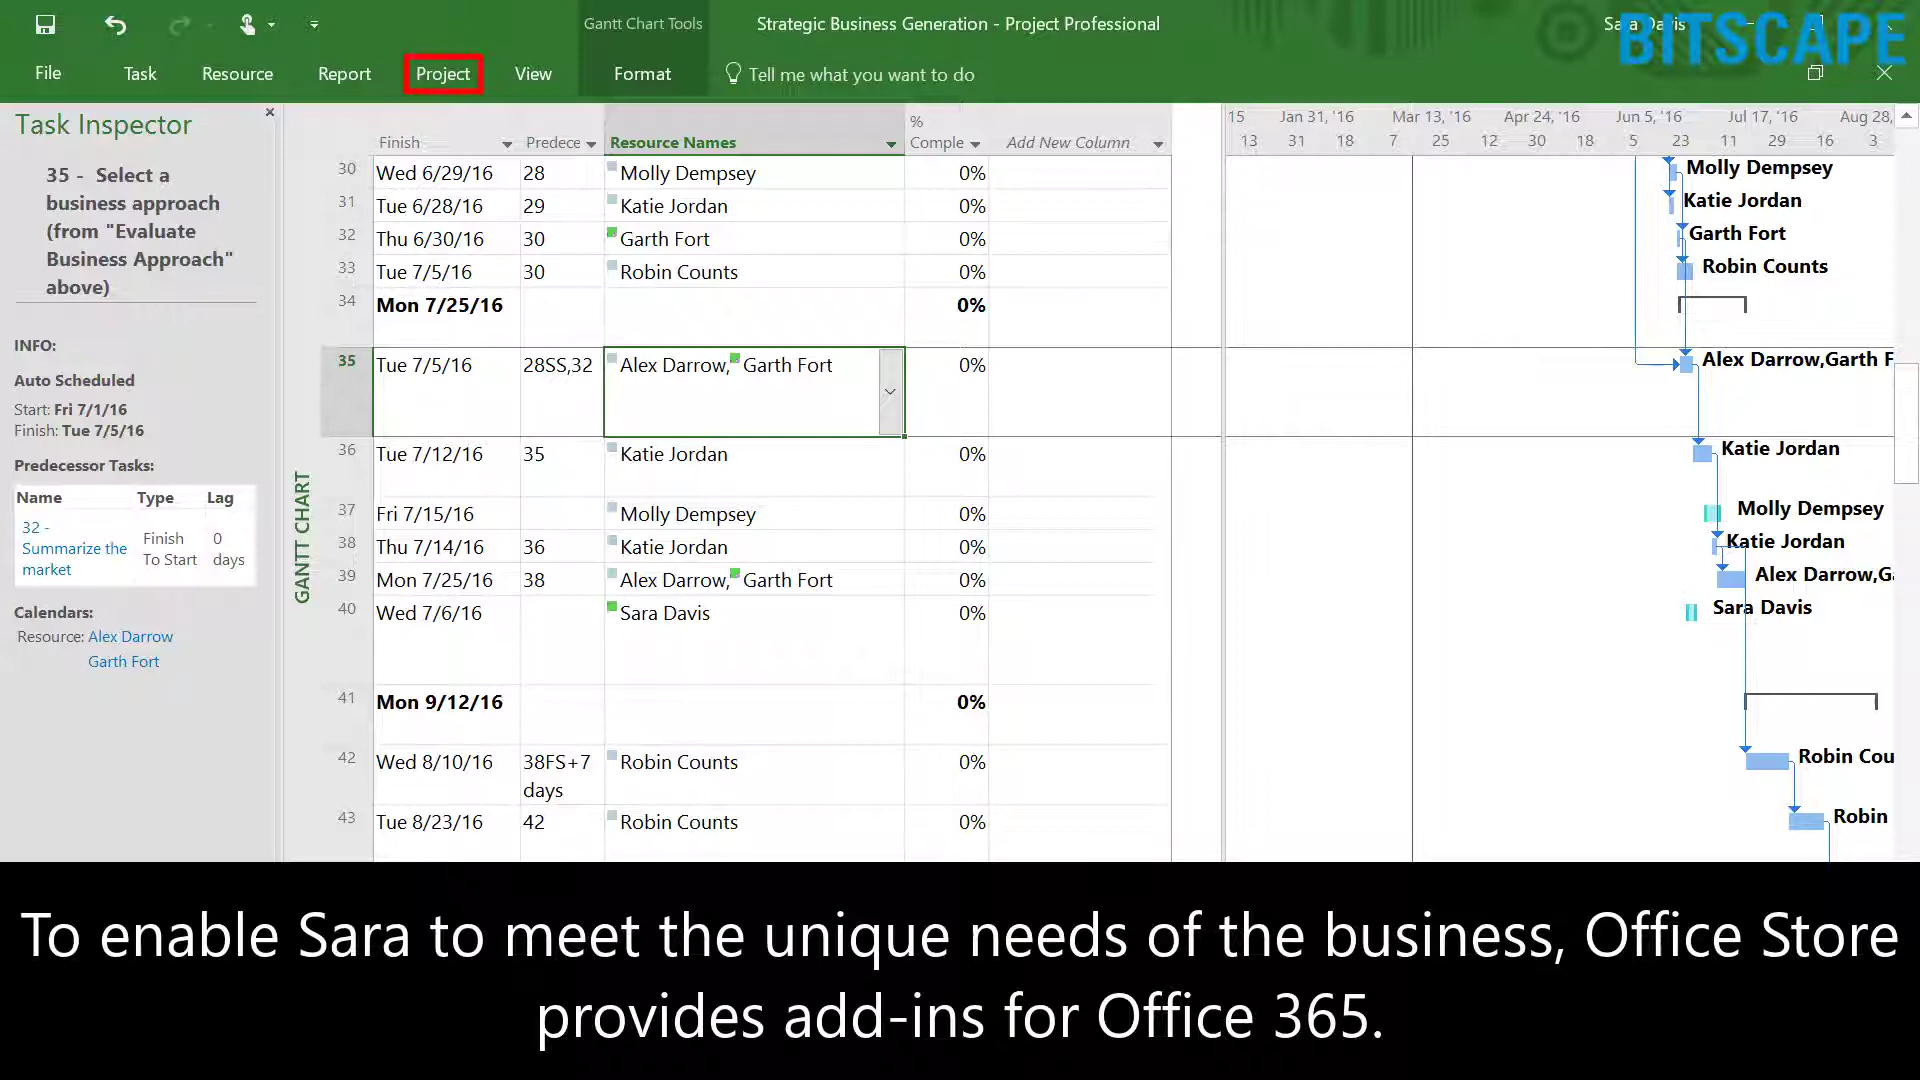 Gantt Chart Tools
Strategic Business Generation - Project Professional
Sara Davis
BITSCAPE
File Task Resource Report Project View Format Tell me what you want to do
Task Inspector
35 - Select a
business approach
(from "Evaluate
Business Approach"
above)
INFO:
Auto Scheduled
Start: Fri 7/1/16
Finish: Tue 7/5/16
Predecessor Tasks:
Name Type Lag
32 -
Summarize the
market
Finish
To Start
0
days
Calendars:
Resource: Alex Darrow
Garth Fort
GANTT CHART
Finish Predece Resource Names % Comple Add New Column
30 Wed 6/29/16 28 Molly Dempsey 0%
31 Tue 6/28/16 29 Katie Jordan 0%
32 Thu 6/30/16 30 Garth Fort 0%
33 Tue 7/5/16 30 Robin Counts 0%
34 Mon 7/25/16 0%
35 Tue 7/5/16 28SS,32 Alex Darrow, Garth Fort 0%
36 Tue 7/12/16 35 Katie Jordan 0%
37 Fri 7/15/16 Molly Dempsey 0%
38 Thu 7/14/16 36 Katie Jordan 0%
39 Mon 7/25/16 38 Alex Darrow, Garth Fort 0%
40 Wed 7/6/16 Sara Davis 0%
41 Mon 9/12/16 0%
42 Wed 8/10/16 38FS+7 days Robin Counts 0%
43 Tue 8/23/16 42 Robin Counts 0%
15 Jan 31, '16 Mar 13, '16 Apr 24, '16 Jun 5, '16 Jul 17, '16 Aug 28,
13 31 18 7 25 12 30 18 5 23 11 29 16 3
Molly Dempsey
Katie Jordan
Garth Fort
Robin Counts
Alex Darrow,Garth F
Katie Jordan
Molly Dempsey
Katie Jordan
Alex Darrow,Ga
Sara Davis
Robin Cou
Robin
To enable Sara to meet the unique needs of the business, Office Store
provides add-ins for Office 365.